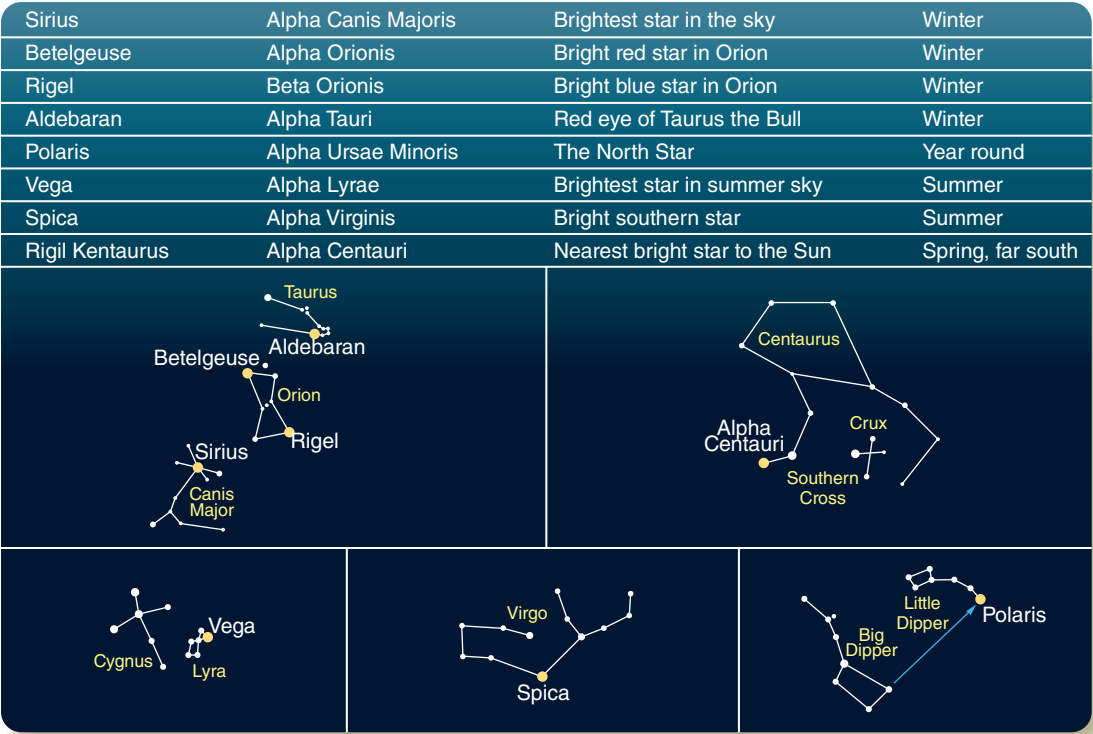 Sirius Alpha Canis Majoris Brightest star in the sky Winter
Betelgeuse Alpha Orionis Bright red star in Orion Winter
Rigel Beta Orionis Bright blue star in Orion Winter
Aldebaran Alpha Tauri Red eye of Taurus the Bull Winter
Polaris Alpha Ursae Minoris The North Star Year round
Vega Alpha Lyrae Brightest star in summer sky Summer
Spica Alpha Virginis Bright southern star Summer
Rigil Kentaurus Alpha Centauri Nearest bright star to the Sun Spring, far south
Taurus
Aldebaran
Betelgeuse
Orion
Rigel
Sirius
Canis
Major
Centaurus
Alpha
Centauri
Crux
Southern
Cross
Vega
Cygnus
Lyra
Virgo
Spica
Little
Dipper
Polaris
Big
Dipper